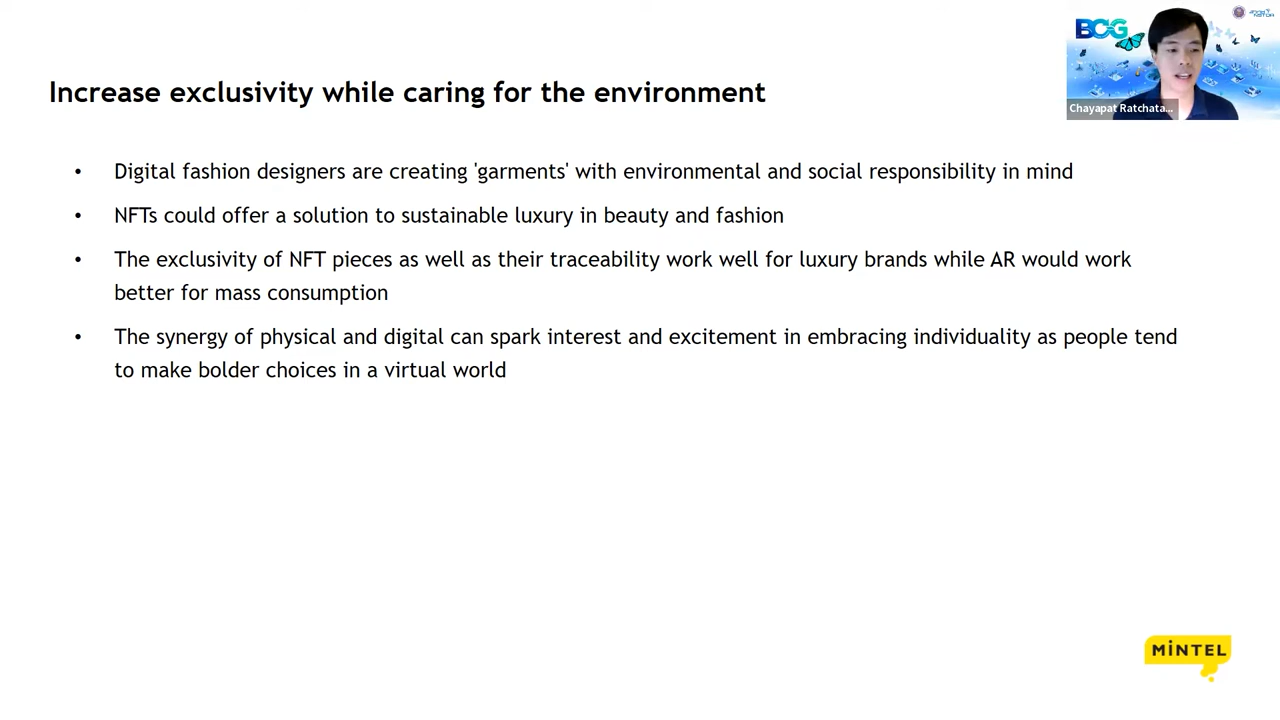 BCG
Chayapat Ratchata...
Increase exclusivity while caring for the environment
• Digital fashion designers are creating 'garments' with environmental and social responsibility in mind
• NFTs could offer a solution to sustainable luxury in beauty and fashion
• The exclusivity of NFT pieces as well as their traceability work well for luxury brands while AR would work
better for mass consumption
• The synergy of physical and digital can spark interest and excitement in embracing individuality as people tend
to make bolder choices in a virtual world
MiNTEL